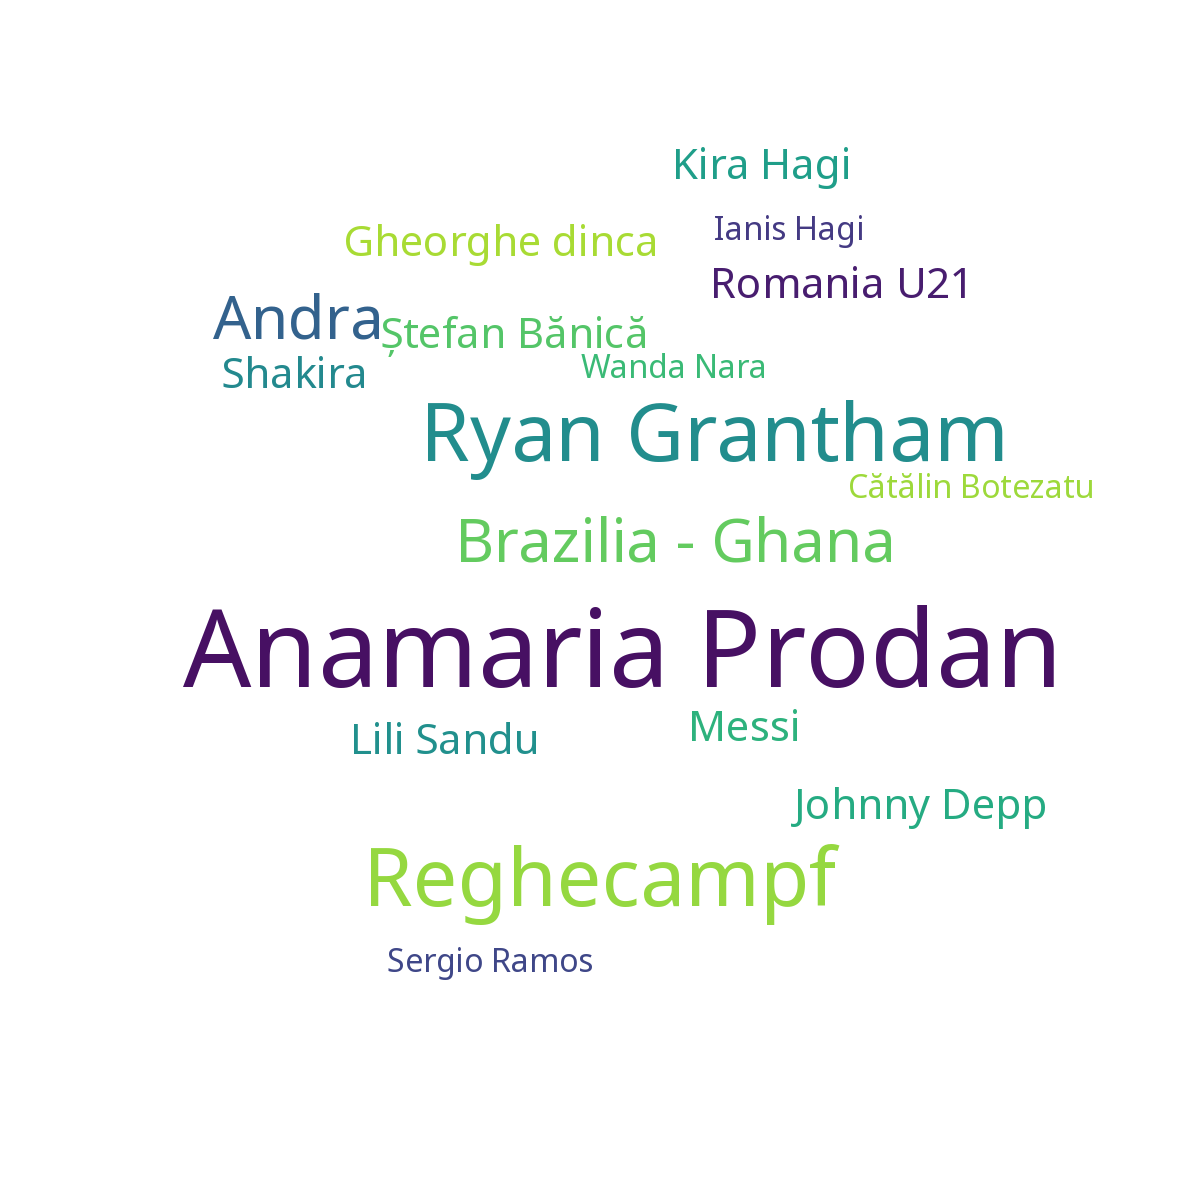 Kira Hagi
Ianis Hagi
Gheorghe dinca
Romania U21
Andra
Ștefan Bănică
Wanda Nara
Shakira
Ryan Grantham
Cătălin Botezatu
Brazilia - Ghana
Anamaria Prodan
Messi
Lili Sandu
Johnny Depp
Reghecampf
Sergio Ramos